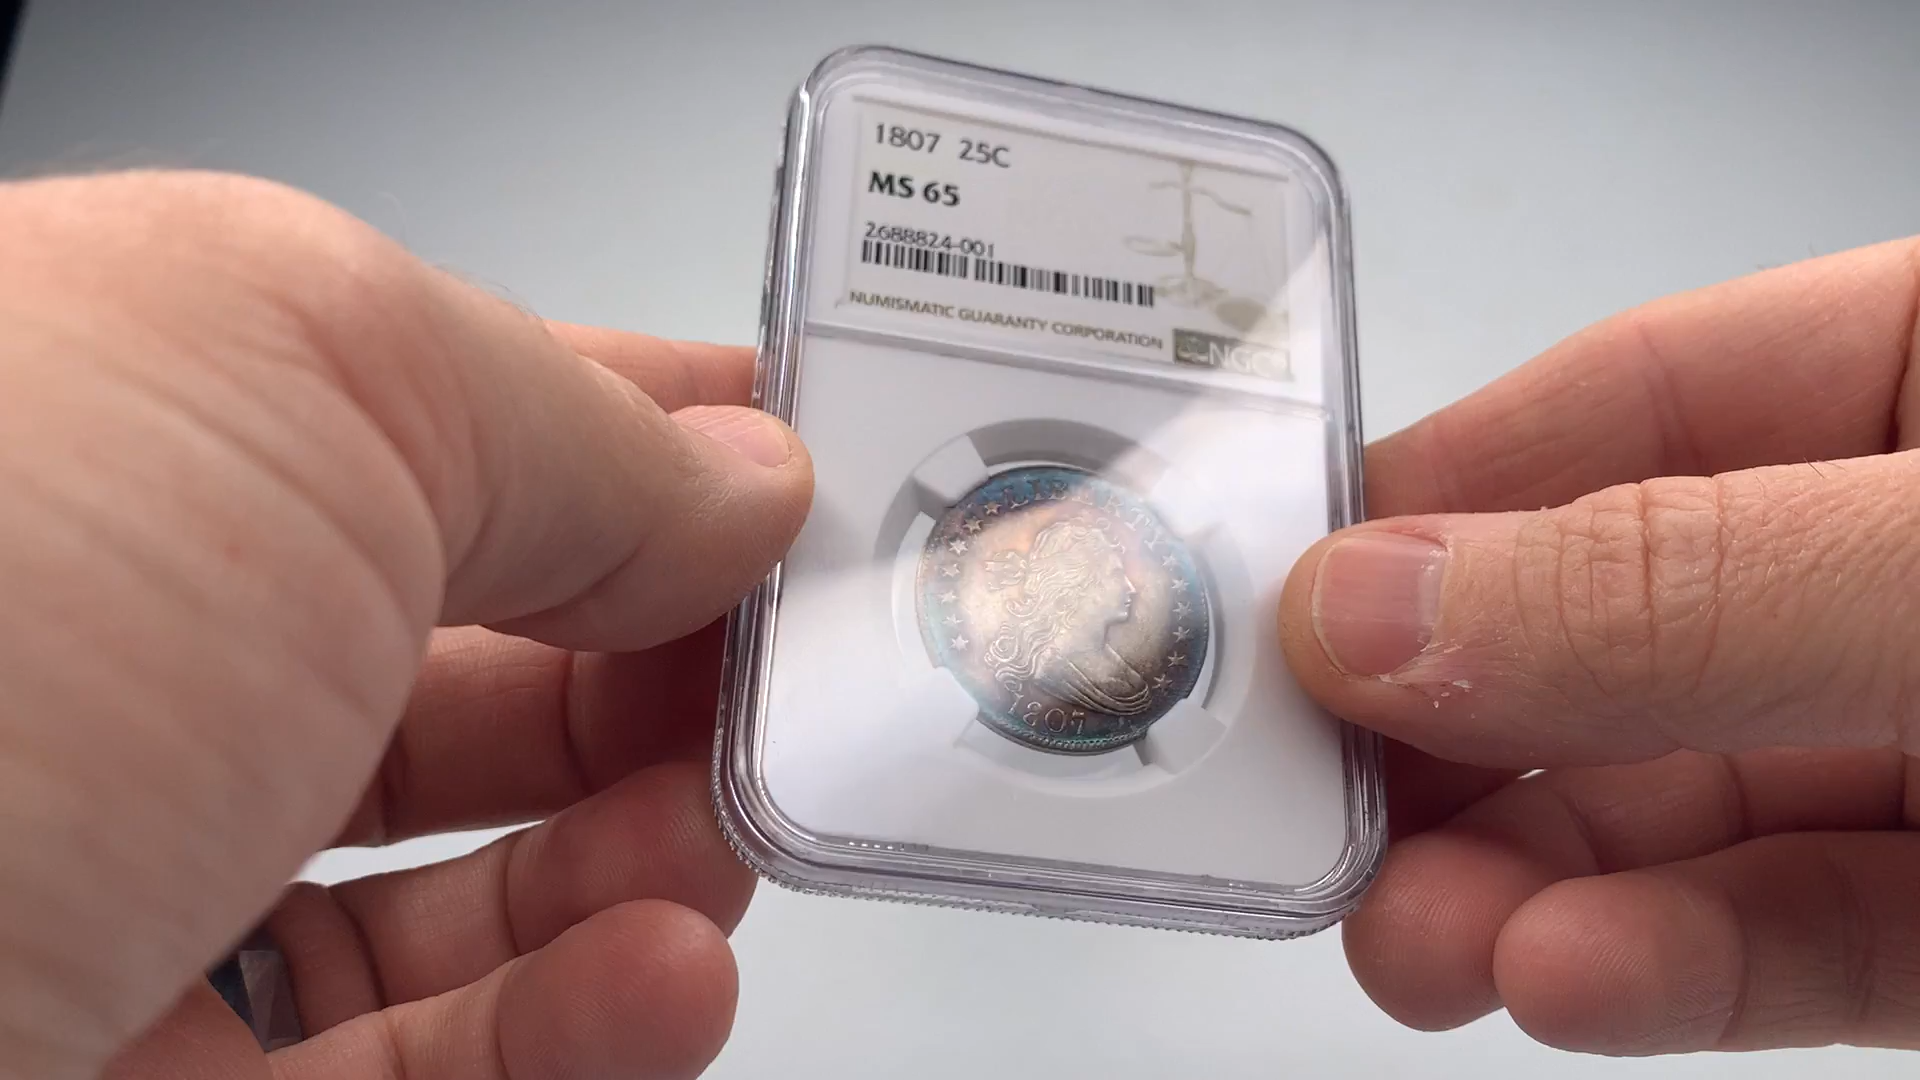 1807 25C
MS 65
2688824-001
NUMISMATIC GUARANTY CORPORATION NGC
LIBERTY
1807